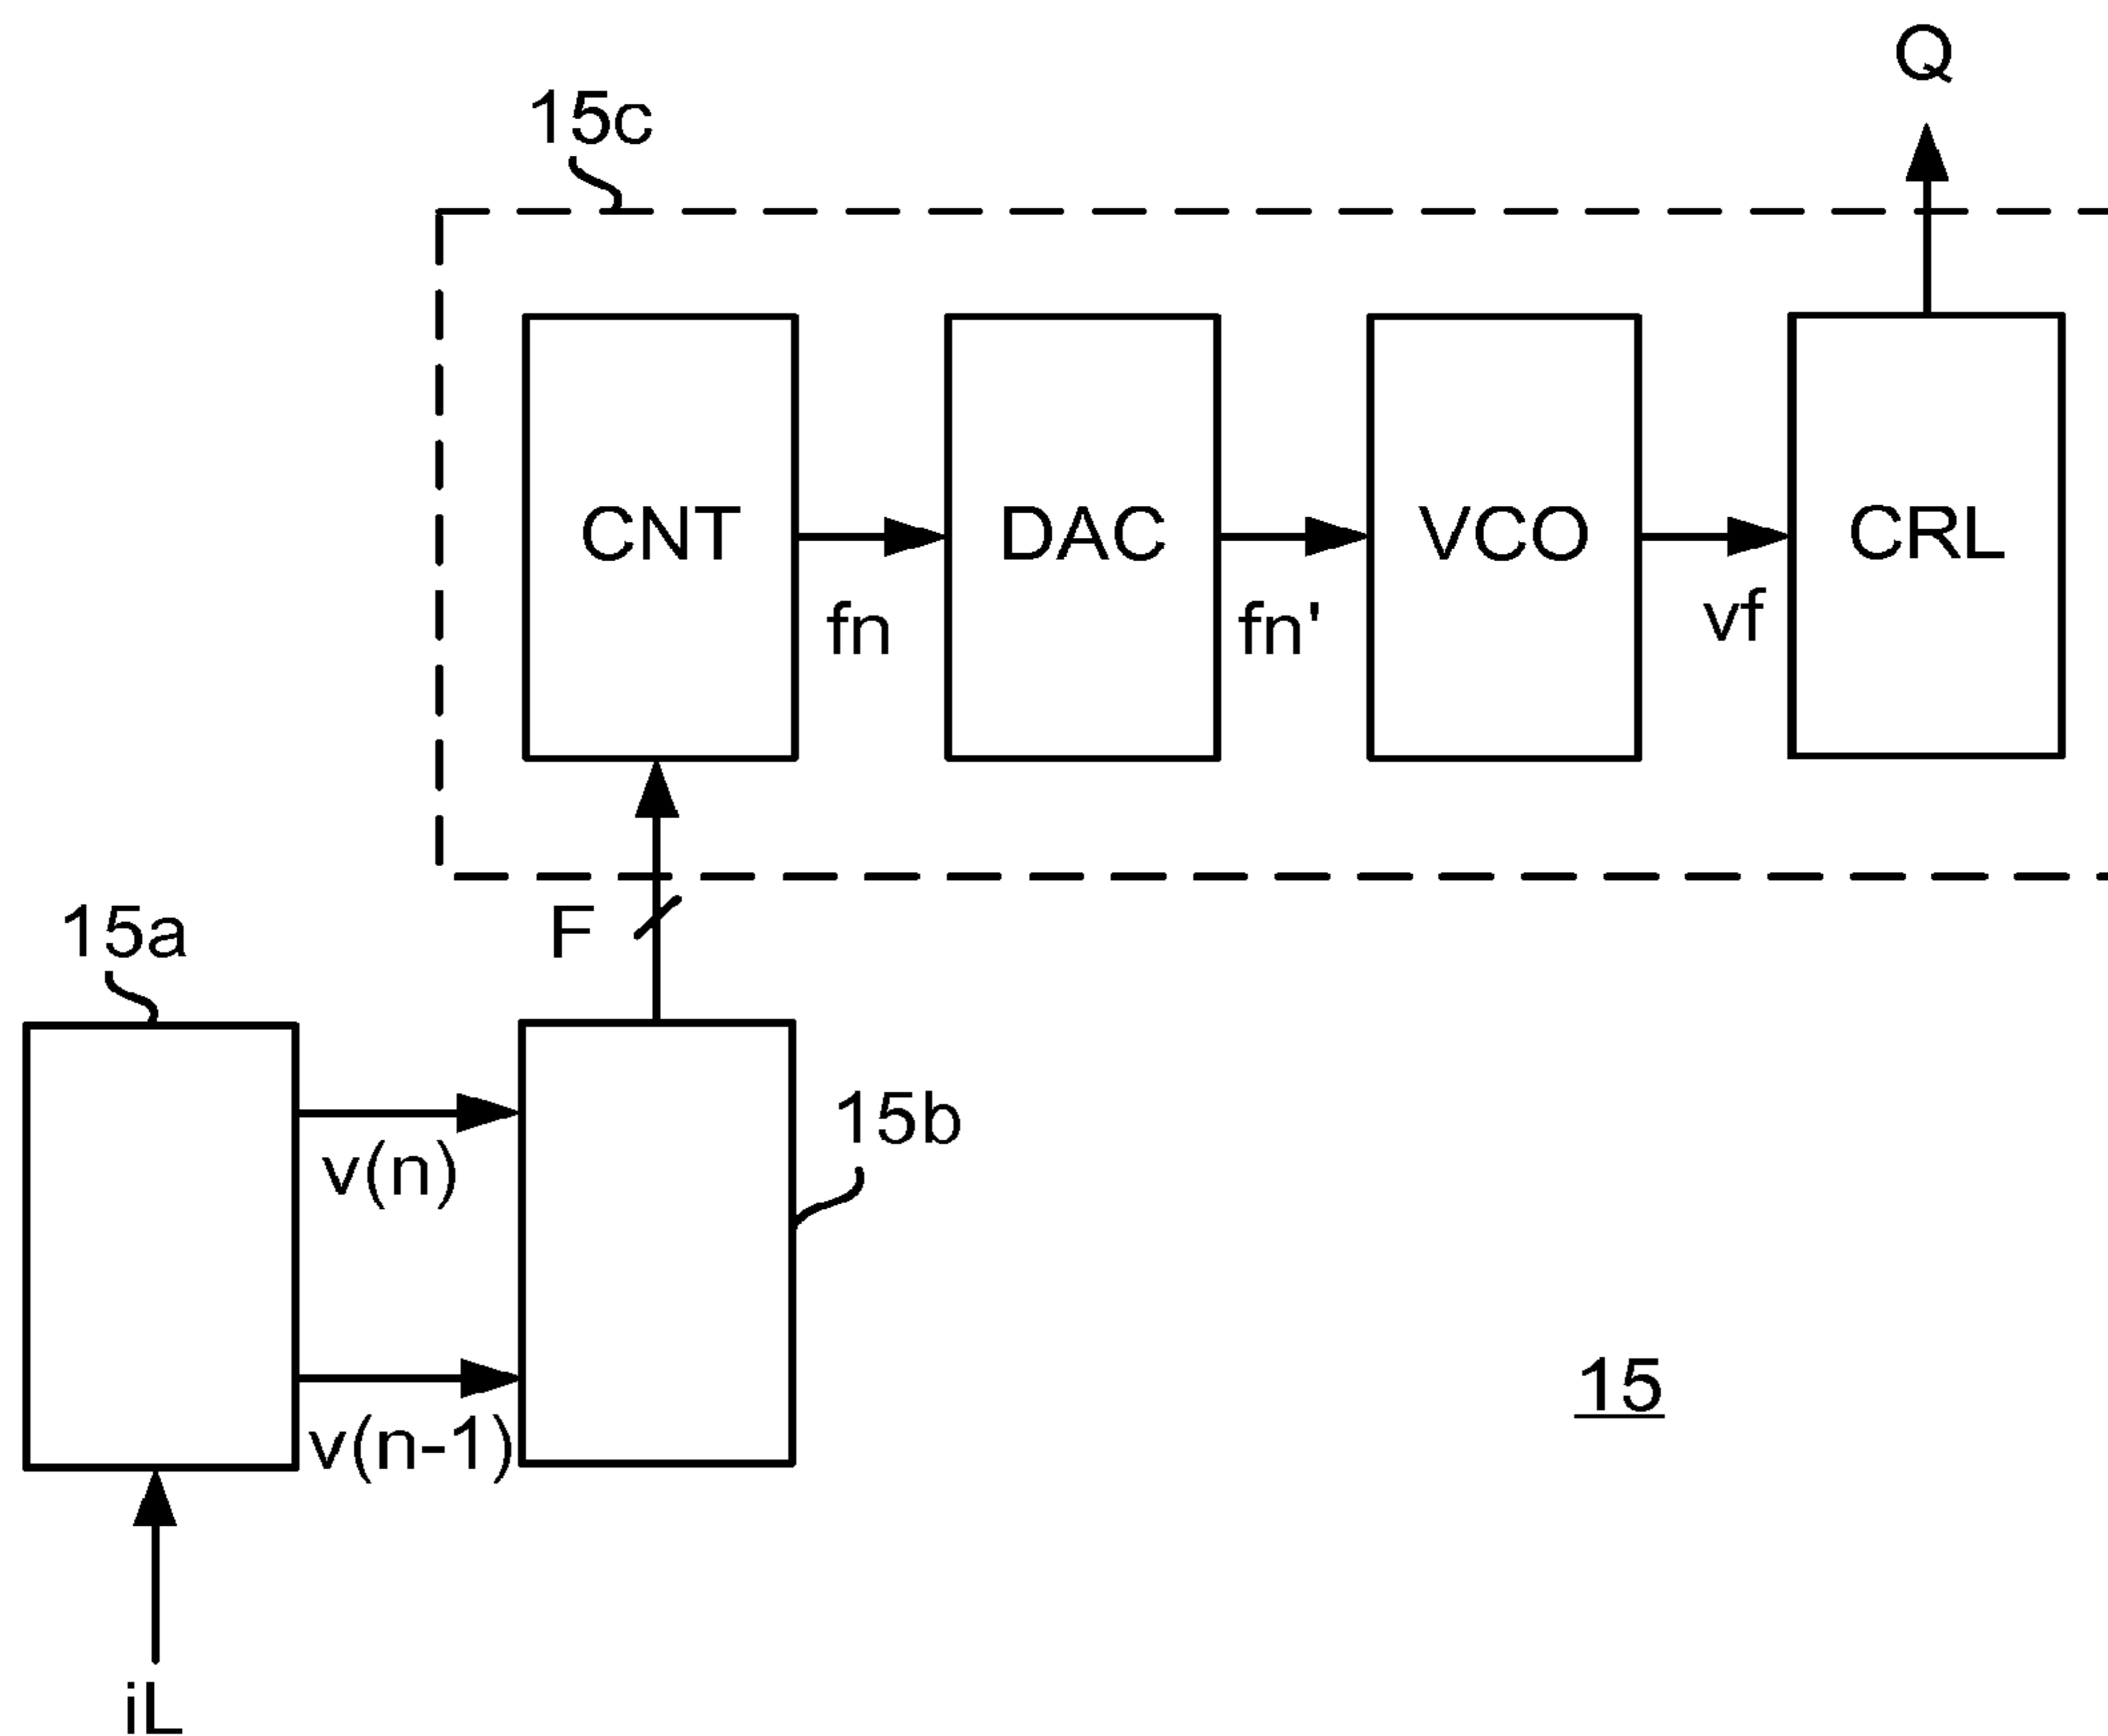 Q
15c
CNT
DAC
VCO
CRL
fn
fn'
vf
F
15a
15b
v(n)
v(n-1)
15
iL